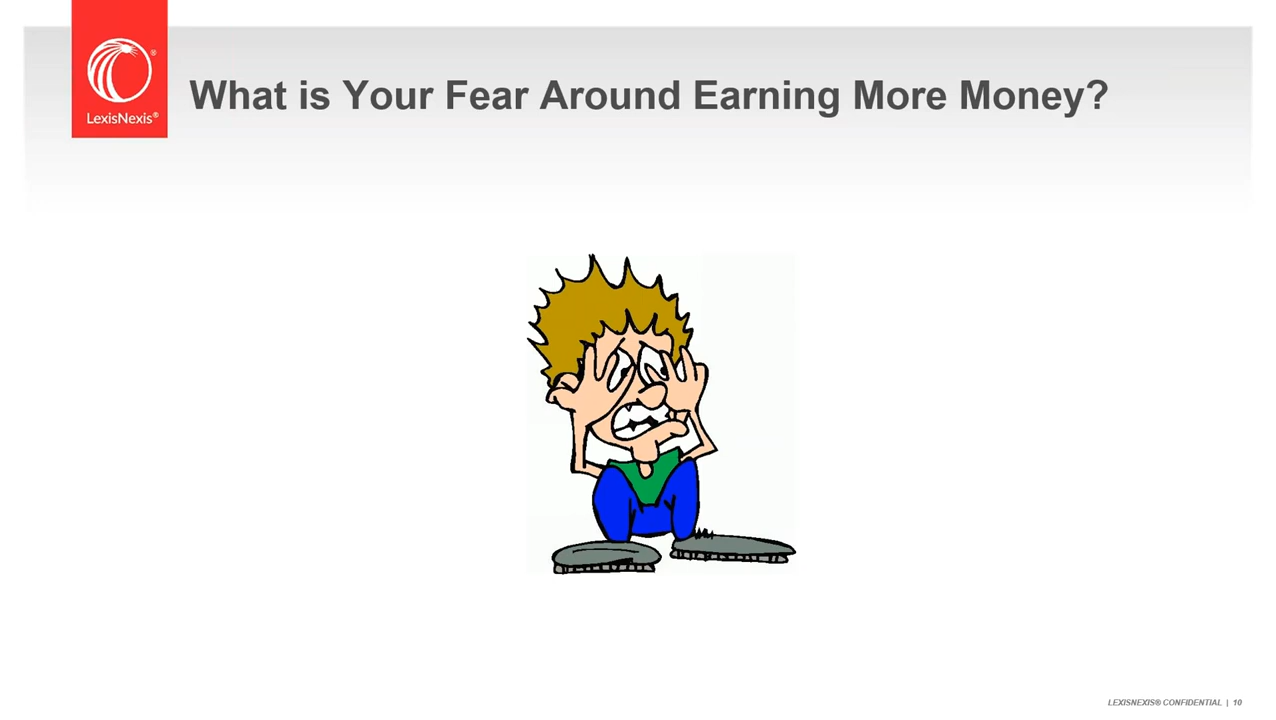 LexisNexis®
What is Your Fear Around Earning More Money?
LEXISNEXIS® CONFIDENTIAL | 10